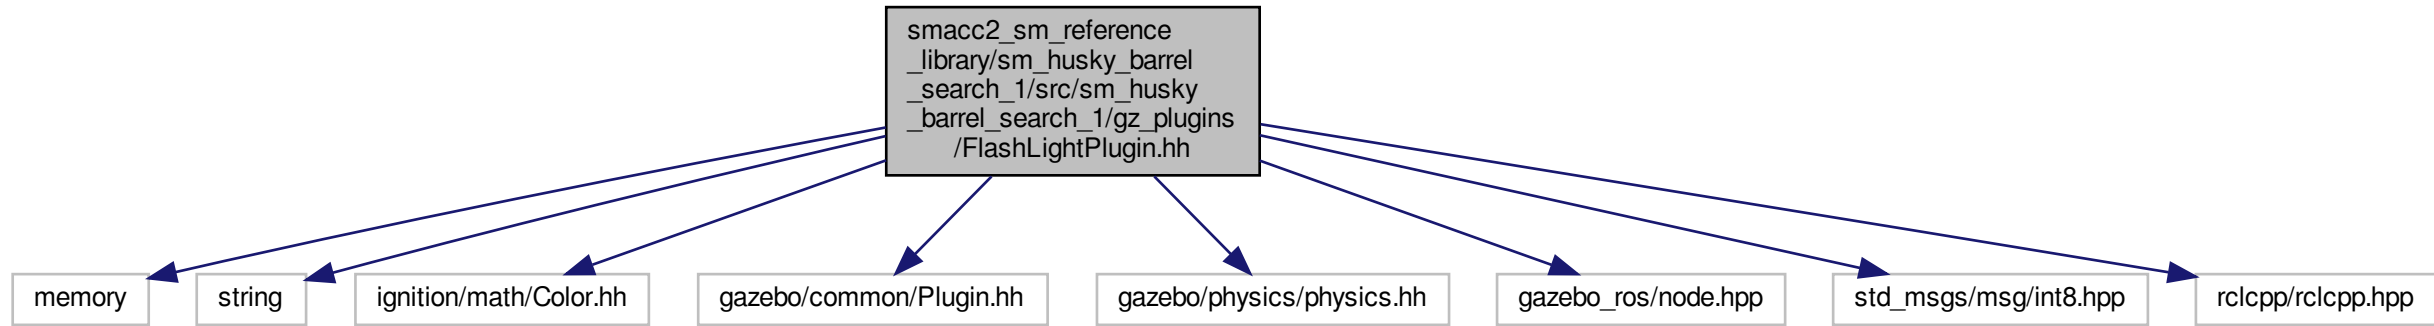 smacc2_sm_reference
_library/sm_husky_barrel
_search_1/src/sm_husky
_barrel_search_1/gz_plugins
/FlashLightPlugin.hh
memory
string
ignition/math/Color.hh
gazebo/common/Plugin.hh
gazebo/physics/physics.hh
gazebo_ros/node.hpp
std_msgs/msg/int8.hpp
rclcpp/rclcpp.hpp